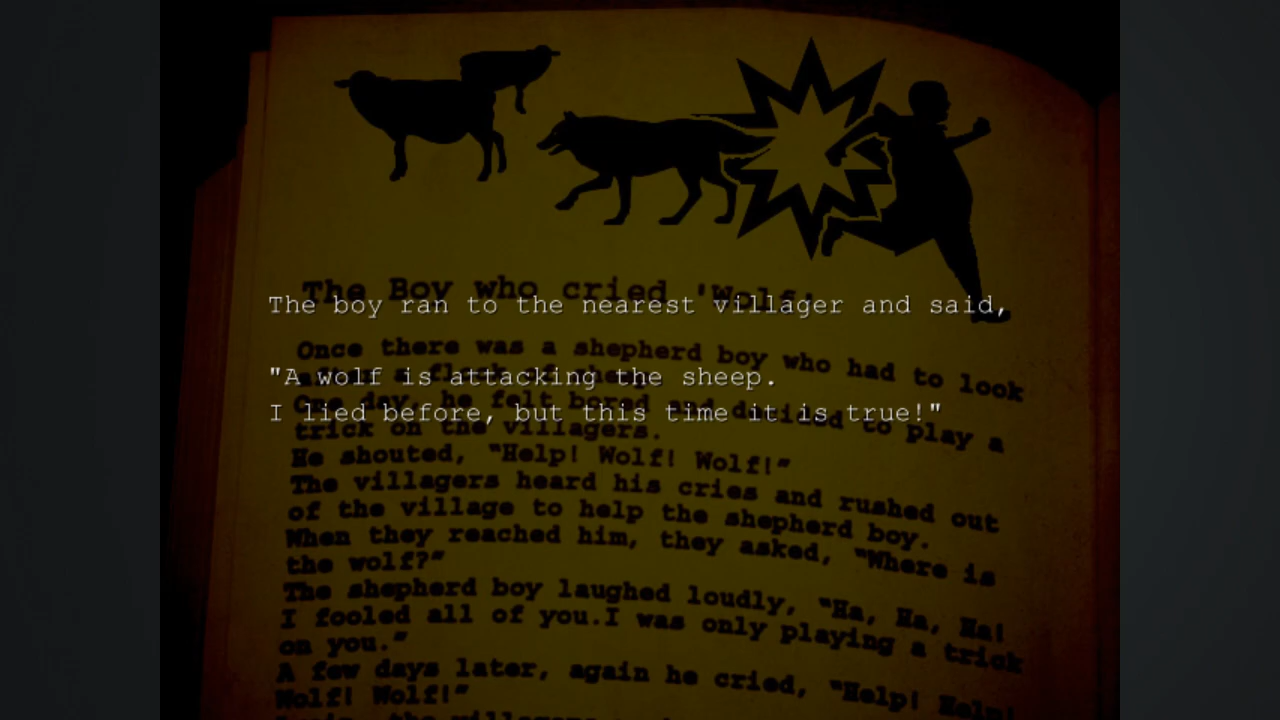 The Boy who cried 'Wolf'
The boy ran to the nearest villager and said,
"A wolf is attacking the sheep.
I lied before, but this time it is true!"
Once there was a shepherd boy who had to look
a flock of sheep.
One day, he felt bored and dicided to play a
trick on the villagers.
He shouted, "Help! Wolf! Wolf!"
The villagers heard his cries and rushed out
of the village to help the shepherd boy.
When they reached him, they asked, "Where is
the wolf?"
The shepherd boy laughed loudly, "Ha, Ha, Ha!
I fooled all of you.I was only playing a trick
on you."
A few days later, again he cried, "Help! Help!
Wolf! Wolf!"